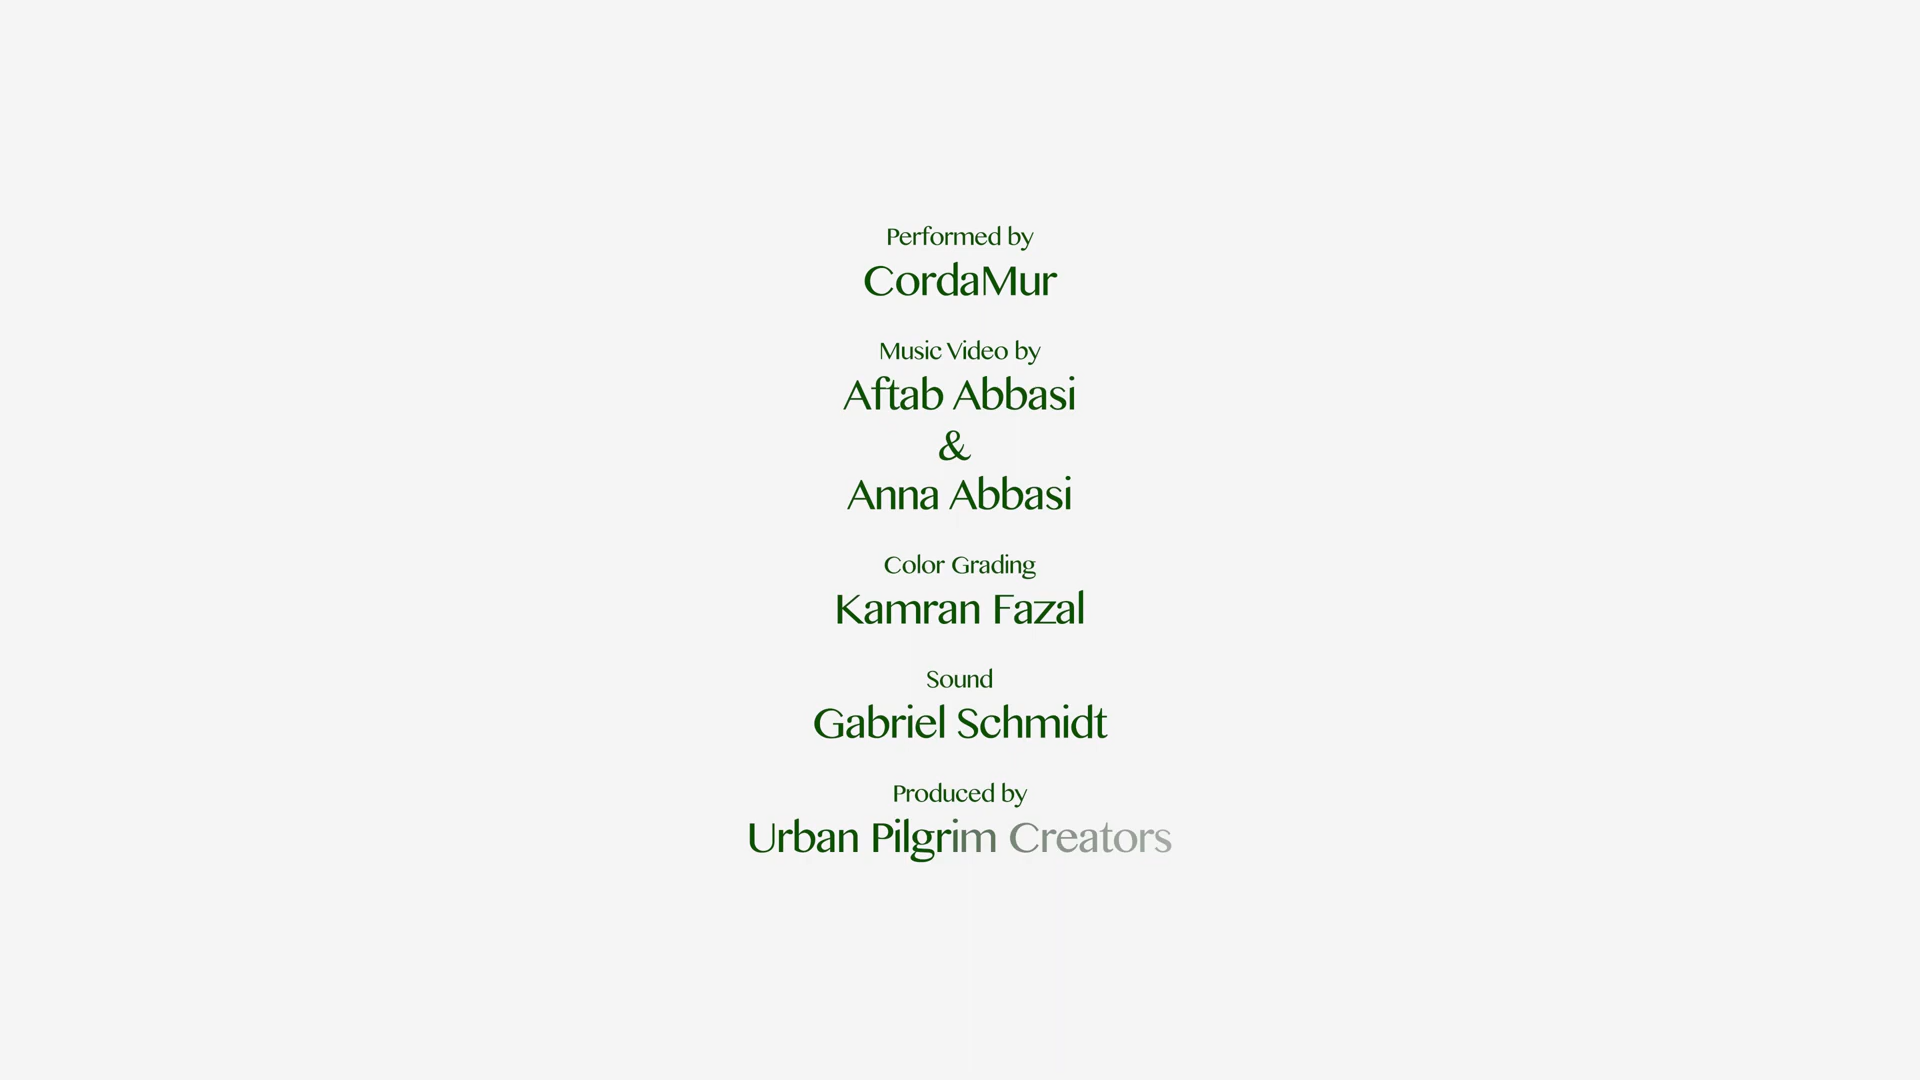 Performed by
CordaMur
Music Video by
Aftab Abbasi
&
Anna Abbasi
Color Grading
Kamran Fazal
Sound
Gabriel Schmidt
Produced by
Urban Pilgrim Creators